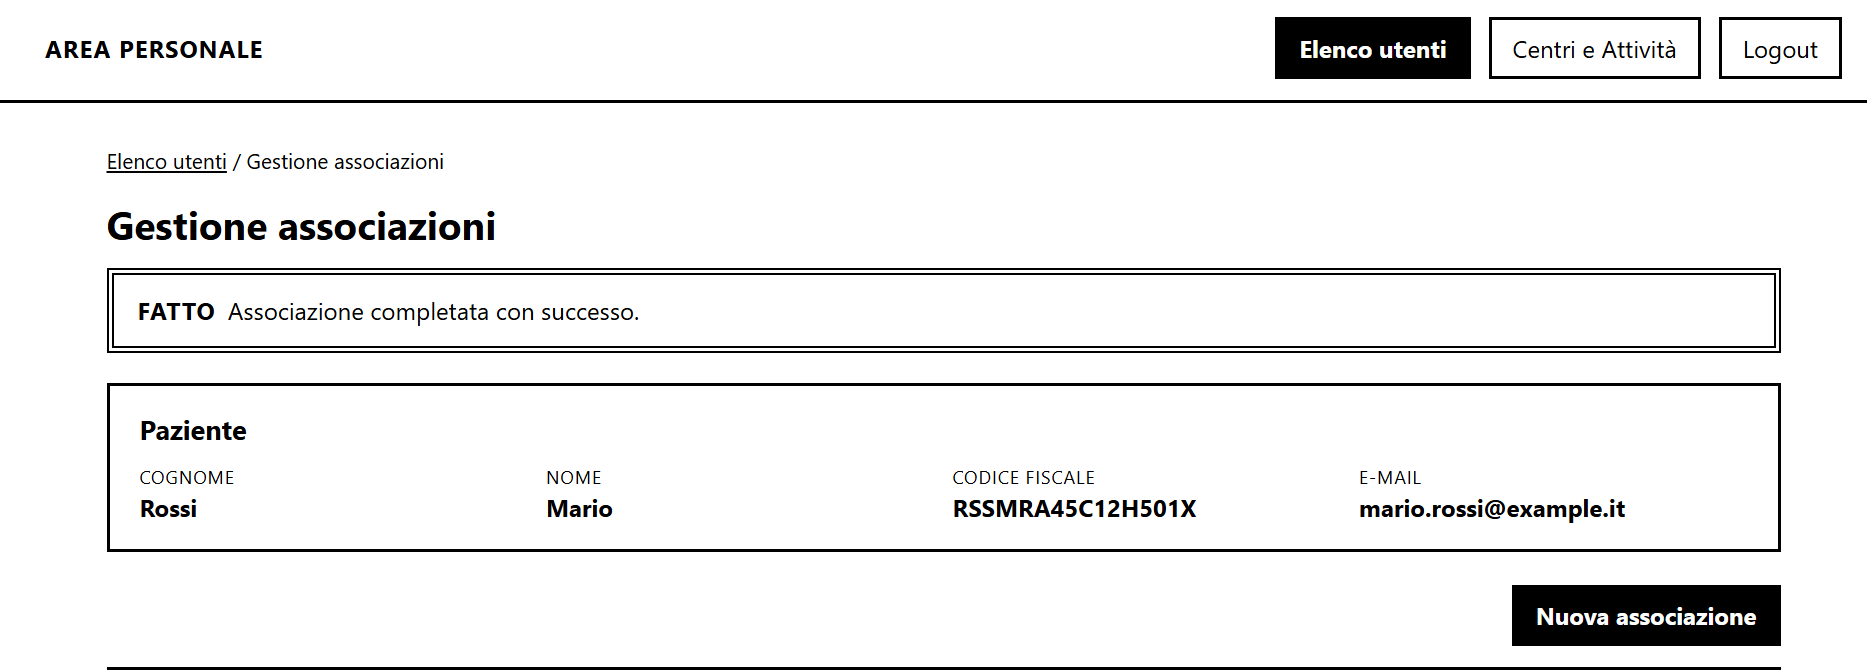 AREA PERSONALE
Elenco utenti
Centri e Attività
Logout
Elenco utenti / Gestione associazioni
Gestione associazioni
FATTO Associazione completata con successo.
Paziente
COGNOME NOME CODICE FISCALE E-MAIL
Rossi Mario RSSMRA45C12H501X mario.rossi@example.it
Nuova associazione